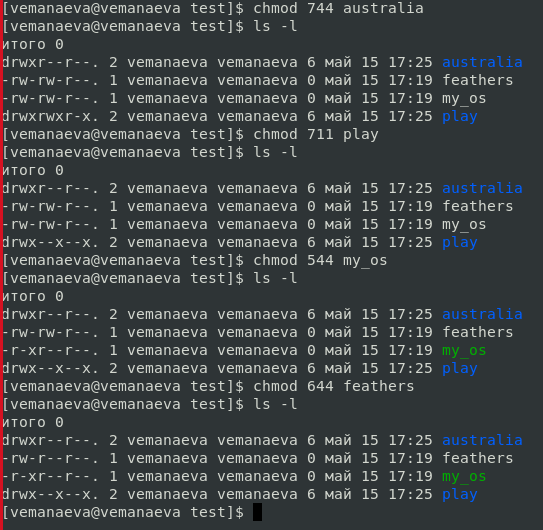 [vemanaeva@vemanaeva test]$ chmod 744 australia
[vemanaeva@vemanaeva test]$ ls -l
итого 0
drwxr--r--. 2 vemanaeva vemanaeva 6 май 15 17:25 australia
-rw-rw-r--. 1 vemanaeva vemanaeva 0 май 15 17:19 feathers
-rw-rw-r--. 1 vemanaeva vemanaeva 0 май 15 17:19 my_os
drwxrwxr-x. 2 vemanaeva vemanaeva 6 май 15 17:25 play
[vemanaeva@vemanaeva test]$ chmod 711 play
[vemanaeva@vemanaeva test]$ ls -l
итого 0
drwxr--r--. 2 vemanaeva vemanaeva 6 май 15 17:25 australia
-rw-rw-r--. 1 vemanaeva vemanaeva 0 май 15 17:19 feathers
-rw-rw-r--. 1 vemanaeva vemanaeva 0 май 15 17:19 my_os
drwx--x--x. 2 vemanaeva vemanaeva 6 май 15 17:25 play
[vemanaeva@vemanaeva test]$ chmod 544 my_os
[vemanaeva@vemanaeva test]$ ls -l
итого 0
drwxr--r--. 2 vemanaeva vemanaeva 6 май 15 17:25 australia
-rw-rw-r--. 1 vemanaeva vemanaeva 0 май 15 17:19 feathers
-r-xr--r--. 1 vemanaeva vemanaeva 0 май 15 17:19 my_os
drwx--x--x. 2 vemanaeva vemanaeva 6 май 15 17:25 play
[vemanaeva@vemanaeva test]$ chmod 644 feathers
[vemanaeva@vemanaeva test]$ ls -l
итого 0
drwxr--r--. 2 vemanaeva vemanaeva 6 май 15 17:25 australia
-rw-r--r--. 1 vemanaeva vemanaeva 0 май 15 17:19 feathers
-r-xr--r--. 1 vemanaeva vemanaeva 0 май 15 17:19 my_os
drwx--x--x. 2 vemanaeva vemanaeva 6 май 15 17:25 play
[vemanaeva@vemanaeva test]$